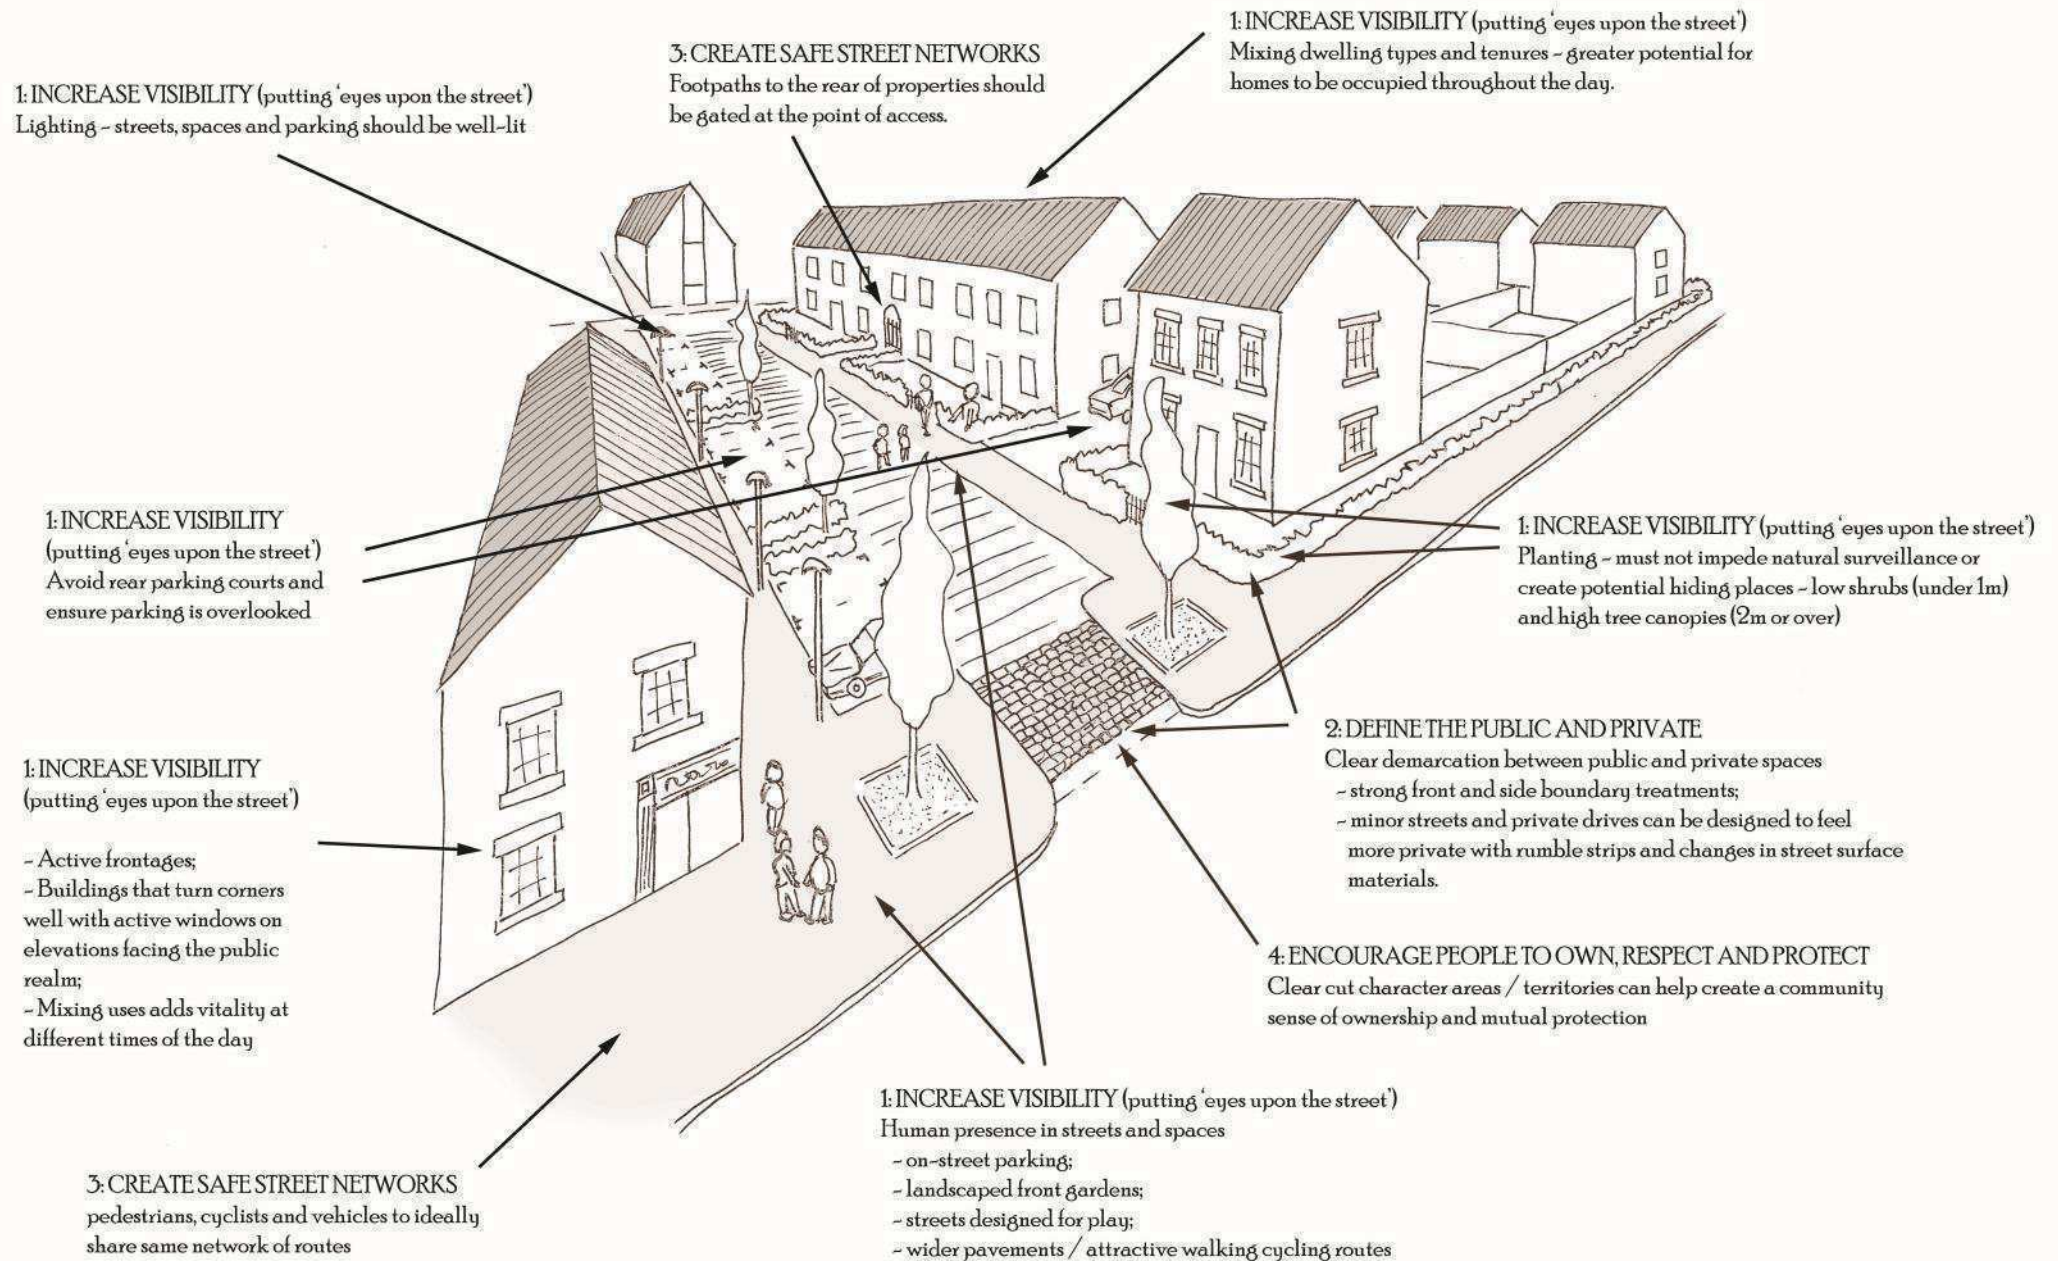 1: INCREASE VISIBILITY (putting 'eyes upon the street')
Lighting - streets, spaces and parking should be well-lit
3: CREATE SAFE STREET NETWORKS
Footpaths to the rear of properties should
be gated at the point of access.
1: INCREASE VISIBILITY (putting 'eyes upon the street')
Mixing dwelling types and tenures - greater potential for
homes to be occupied throughout the day.
1: INCREASE VISIBILITY
(putting 'eyes upon the street')
Avoid rear parking courts and
ensure parking is overlooked
1: INCREASE VISIBILITY (putting 'eyes upon the street')
Planting - must not impede natural surveillance or
create potential hiding places - low shrubs (under 1m)
and high tree canopies (2m or over)
2: DEFINE THE PUBLIC AND PRIVATE
Clear demarcation between public and private spaces
- strong front and side boundary treatments;
- minor streets and private drives can be designed to feel
more private with rumble strips and changes in street surface
materials.
1: INCREASE VISIBILITY
(putting 'eyes upon the street')
- Active frontages;
- Buildings that turn corners
well with active windows on
elevations facing the public
realm;
- Mixing uses adds vitality at
different times of the day
4: ENCOURAGE PEOPLE TO OWN, RESPECT AND PROTECT
Clear cut character areas / territories can help create a community
sense of ownership and mutual protection
1: INCREASE VISIBILITY (putting 'eyes upon the street')
Human presence in streets and spaces
- on-street parking;
- landscaped front gardens;
- streets designed for play;
- wider pavements / attractive walking cycling routes
3: CREATE SAFE STREET NETWORKS
pedestrians, cyclists and vehicles to ideally
share same network of routes